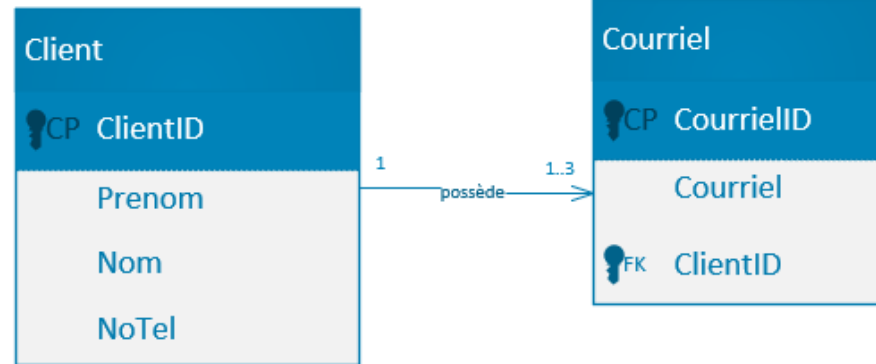 Client
CP ClientID
Prenom
Nom
NoTel
1
possède
1..3
Courriel
CP CourrielID
Courriel
FK ClientID